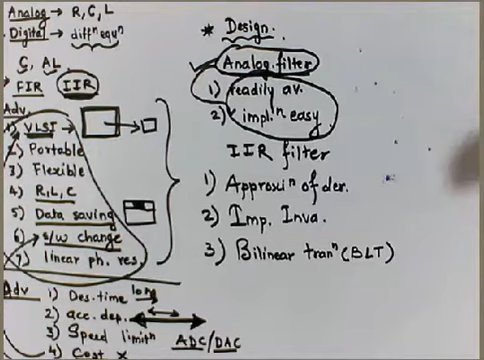 Analog → R, C, L
Digital → diffⁿ equⁿ
C, AL
FIR IIR
Adv
1) VLSI →
2) Portable
3) Flexible
4) R, L, C
5) Data saving
6) s/w change
7) linear ph. res
Adv
1) Des. time long
2) acc. dep.
3) Speed limitⁿ ADC/DAC
4) Cost x
* Design.
Analog filter
1) readily av.
2) implⁿ easy
IIR filter
1) Approxiⁿ of der.
2) Imp. Inva.
3) Bilinear tranⁿ (BLT)